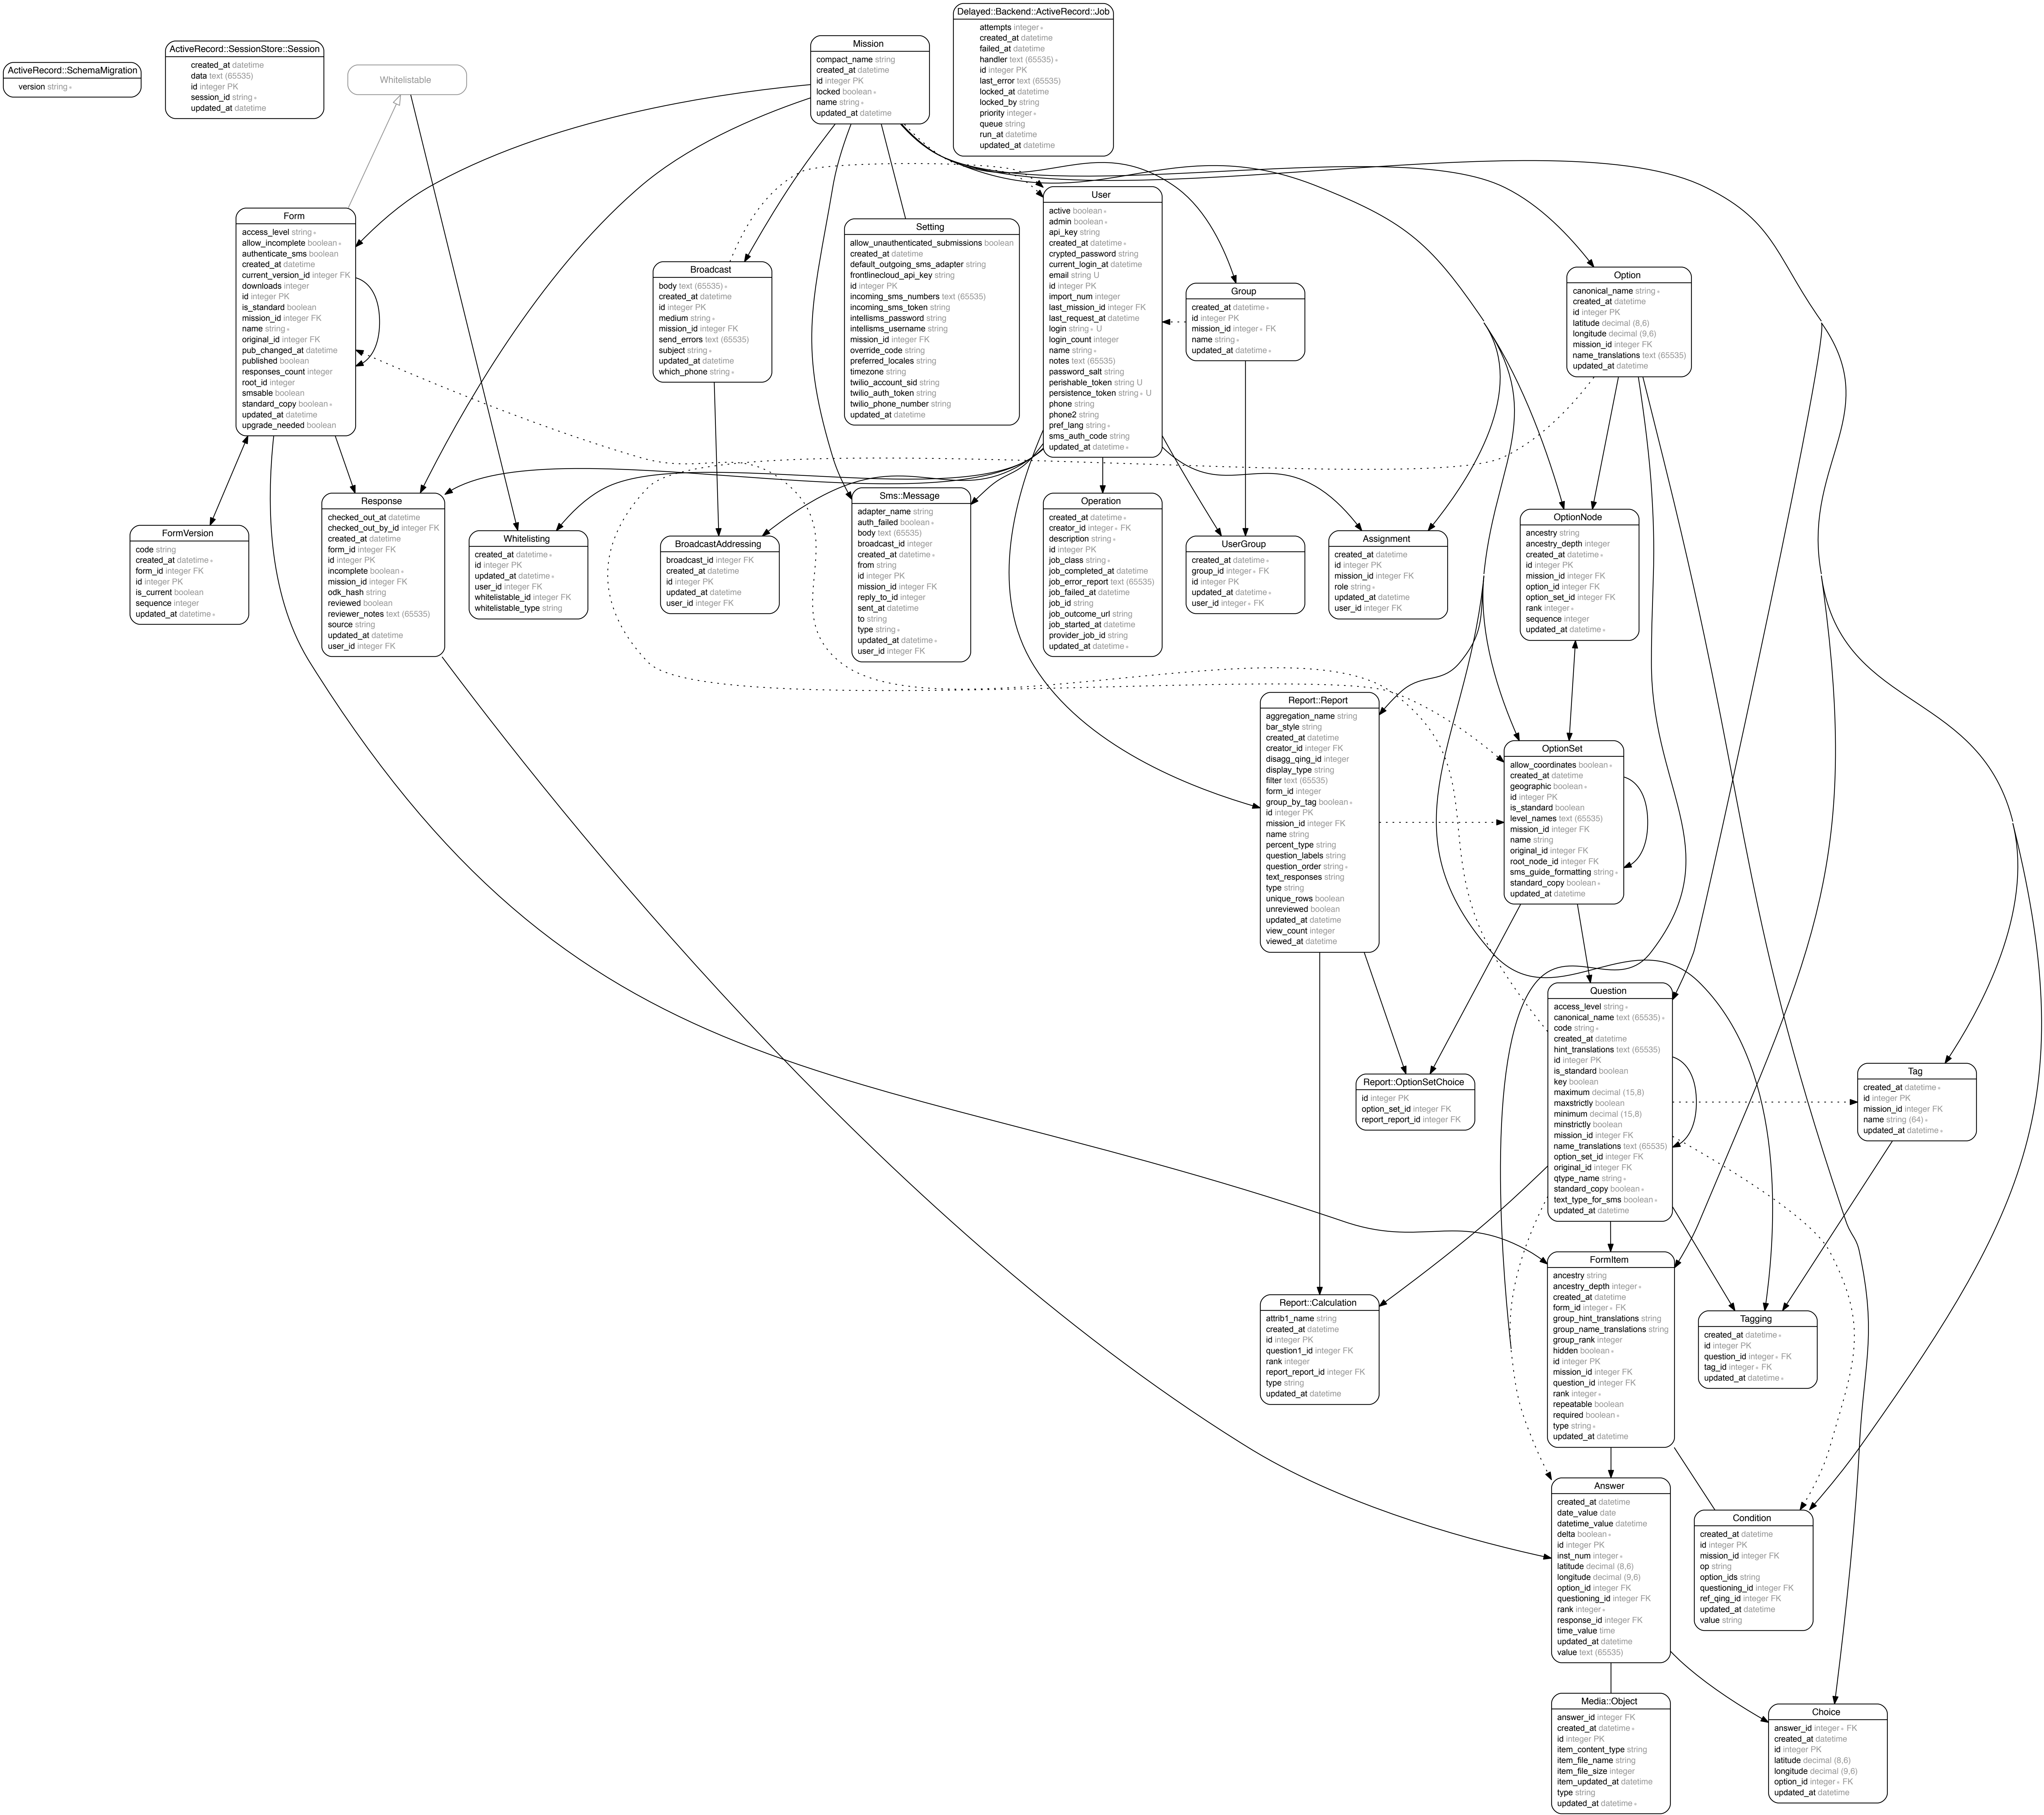 Delayed::Backend::ActiveRecord::Job
attempts integer ∗
created_at datetime
failed_at datetime
handler text (65535) ∗
id integer PK
last_error text (65535)
locked_at datetime
locked_by string
priority integer ∗
queue string
run_at datetime
updated_at datetime
Mission
compact_name string
created_at datetime
id integer PK
locked boolean ∗
name string ∗
updated_at datetime
ActiveRecord::SessionStore::Session
created_at datetime
data text (65535)
id integer PK
session_id string ∗
updated_at datetime
ActiveRecord::SchemaMigration
version string ∗
Whitelistable
User
active boolean ∗
admin boolean ∗
api_key string
created_at datetime ∗
crypted_password string
current_login_at datetime
email string U
id integer PK
import_num integer
last_mission_id integer FK
last_request_at datetime
login string ∗ U
login_count integer
name string ∗
notes text (65535)
password_salt string
perishable_token string U
persistence_token string ∗ U
phone string
phone2 string
pref_lang string ∗
sms_auth_code string
updated_at datetime ∗
Form
access_level string ∗
allow_incomplete boolean ∗
authenticate_sms boolean
created_at datetime
current_version_id integer FK
downloads integer
id integer PK
is_standard boolean
mission_id integer FK
name string ∗
original_id integer FK
pub_changed_at datetime
published boolean
responses_count integer
root_id integer
smsable boolean
standard_copy boolean ∗
updated_at datetime
upgrade_needed boolean
Setting
allow_unauthenticated_submissions boolean
created_at datetime
default_outgoing_sms_adapter string
frontlinecloud_api_key string
id integer PK
incoming_sms_numbers text (65535)
incoming_sms_token string
intellisms_password string
intellisms_username string
mission_id integer FK
override_code string
preferred_locales string
timezone string
twilio_account_sid string
twilio_auth_token string
twilio_phone_number string
updated_at datetime
Broadcast
body text (65535) ∗
created_at datetime
id integer PK
medium string ∗
mission_id integer FK
send_errors text (65535)
subject string ∗
updated_at datetime
which_phone string ∗
Option
canonical_name string ∗
created_at datetime
id integer PK
latitude decimal (8,6)
longitude decimal (9,6)
mission_id integer FK
name_translations text (65535)
updated_at datetime
Group
created_at datetime ∗
id integer PK
mission_id integer ∗ FK
name string ∗
updated_at datetime ∗
Sms::Message
adapter_name string
auth_failed boolean ∗
body text (65535)
broadcast_id integer
created_at datetime ∗
from string
id integer PK
mission_id integer FK
reply_to_id integer
sent_at datetime
to string
type string ∗
updated_at datetime ∗
user_id integer FK
Response
checked_out_at datetime
checked_out_by_id integer FK
created_at datetime
form_id integer FK
id integer PK
incomplete boolean ∗
mission_id integer FK
odk_hash string
reviewed boolean
reviewer_notes text (65535)
source string
updated_at datetime
user_id integer FK
Operation
created_at datetime ∗
creator_id integer ∗ FK
description string ∗
id integer PK
job_class string ∗
job_completed_at datetime
job_error_report text (65535)
job_failed_at datetime
job_id string
job_outcome_url string
job_started_at datetime
provider_job_id string
updated_at datetime ∗
OptionNode
ancestry string
ancestry_depth integer
created_at datetime ∗
id integer PK
mission_id integer FK
option_id integer FK
option_set_id integer FK
rank integer ∗
sequence integer
updated_at datetime ∗
FormVersion
code string
created_at datetime ∗
form_id integer FK
id integer PK
is_current boolean
sequence integer
updated_at datetime ∗
Whitelisting
created_at datetime ∗
id integer PK
updated_at datetime ∗
user_id integer FK
whitelistable_id integer FK
whitelistable_type string
BroadcastAddressing
broadcast_id integer FK
created_at datetime
id integer PK
updated_at datetime
user_id integer FK
UserGroup
created_at datetime ∗
group_id integer ∗ FK
id integer PK
updated_at datetime ∗
user_id integer ∗ FK
Assignment
created_at datetime
id integer PK
mission_id integer FK
role string ∗
updated_at datetime
user_id integer FK
Report::Report
aggregation_name string
bar_style string
created_at datetime
creator_id integer FK
disagg_qing_id integer
display_type string
filter text (65535)
form_id integer
group_by_tag boolean ∗
id integer PK
mission_id integer FK
name string
percent_type string
question_labels string
question_order string ∗
text_responses string
type string
unique_rows boolean
unreviewed boolean
updated_at datetime
view_count integer
viewed_at datetime
OptionSet
allow_coordinates boolean ∗
created_at datetime
geographic boolean ∗
id integer PK
is_standard boolean
level_names text (65535)
mission_id integer FK
name string
original_id integer FK
root_node_id integer FK
sms_guide_formatting string ∗
standard_copy boolean ∗
updated_at datetime
Question
access_level string ∗
canonical_name text (65535) ∗
code string ∗
created_at datetime
hint_translations text (65535)
id integer PK
is_standard boolean
key boolean
maximum decimal (15,8)
maxstrictly boolean
minimum decimal (15,8)
minstrictly boolean
mission_id integer FK
name_translations text (65535)
option_set_id integer FK
original_id integer FK
qtype_name string ∗
standard_copy boolean ∗
text_type_for_sms boolean ∗
updated_at datetime
Tag
created_at datetime ∗
id integer PK
mission_id integer FK
name string (64) ∗
updated_at datetime ∗
Report::OptionSetChoice
id integer PK
option_set_id integer FK
report_report_id integer FK
FormItem
ancestry string
ancestry_depth integer ∗
created_at datetime
form_id integer ∗ FK
group_hint_translations string
group_name_translations string
group_rank integer
hidden boolean ∗
id integer PK
mission_id integer FK
question_id integer FK
rank integer ∗
repeatable boolean
required boolean ∗
type string ∗
updated_at datetime
Report::Calculation
attrib1_name string
created_at datetime
id integer PK
question1_id integer FK
rank integer
report_report_id integer FK
type string
updated_at datetime
Tagging
created_at datetime ∗
id integer PK
question_id integer ∗ FK
tag_id integer ∗ FK
updated_at datetime ∗
Answer
created_at datetime
date_value date
datetime_value datetime
delta boolean ∗
id integer PK
inst_num integer ∗
latitude decimal (8,6)
longitude decimal (9,6)
option_id integer FK
questioning_id integer FK
rank integer ∗
response_id integer FK
time_value time
updated_at datetime
value text (65535)
Condition
created_at datetime
id integer PK
mission_id integer FK
op string
option_ids string
questioning_id integer FK
ref_qing_id integer FK
updated_at datetime
value string
Media::Object
answer_id integer FK
created_at datetime ∗
id integer PK
item_content_type string
item_file_name string
item_file_size integer
item_updated_at datetime
type string
updated_at datetime ∗
Choice
answer_id integer ∗ FK
created_at datetime
id integer PK
latitude decimal (8,6)
longitude decimal (9,6)
option_id integer ∗ FK
updated_at datetime